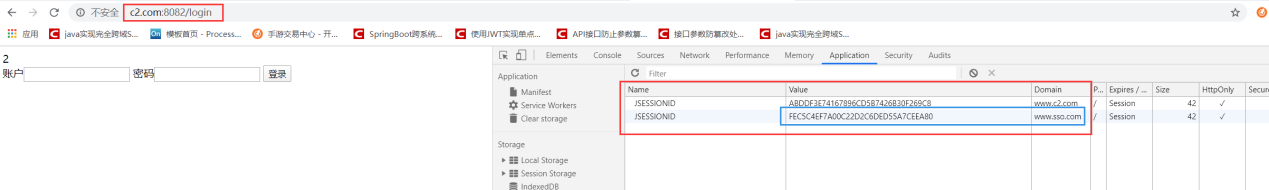 不安全 c2.com:8082/login
应用 java实现完全跨域S... 模板首页 - Process... 手游交易中心 - 开... SpringBoot跨系统... 使用JWT实现单点... API接口防止参数篡... 接口参数防篡改处... java实现完全跨域S...
2
账户 密码 登录
Elements Console Sources Network Performance Memory Application Security Audits
Application
Manifest
Service Workers
Clear storage
Storage
Local Storage
Session Storage
IndexedDB
Filter
Name Value Domain P... Expires / ... Size HttpOnly Secure
JSESSIONID ABDDF3E74167896CD5B7426B30F269C8 www.c2.com / Session 42 ✓
JSESSIONID FEC5C4EF7A00C22D2C6DED55A7CEEA80 www.sso.com / Session 42 ✓